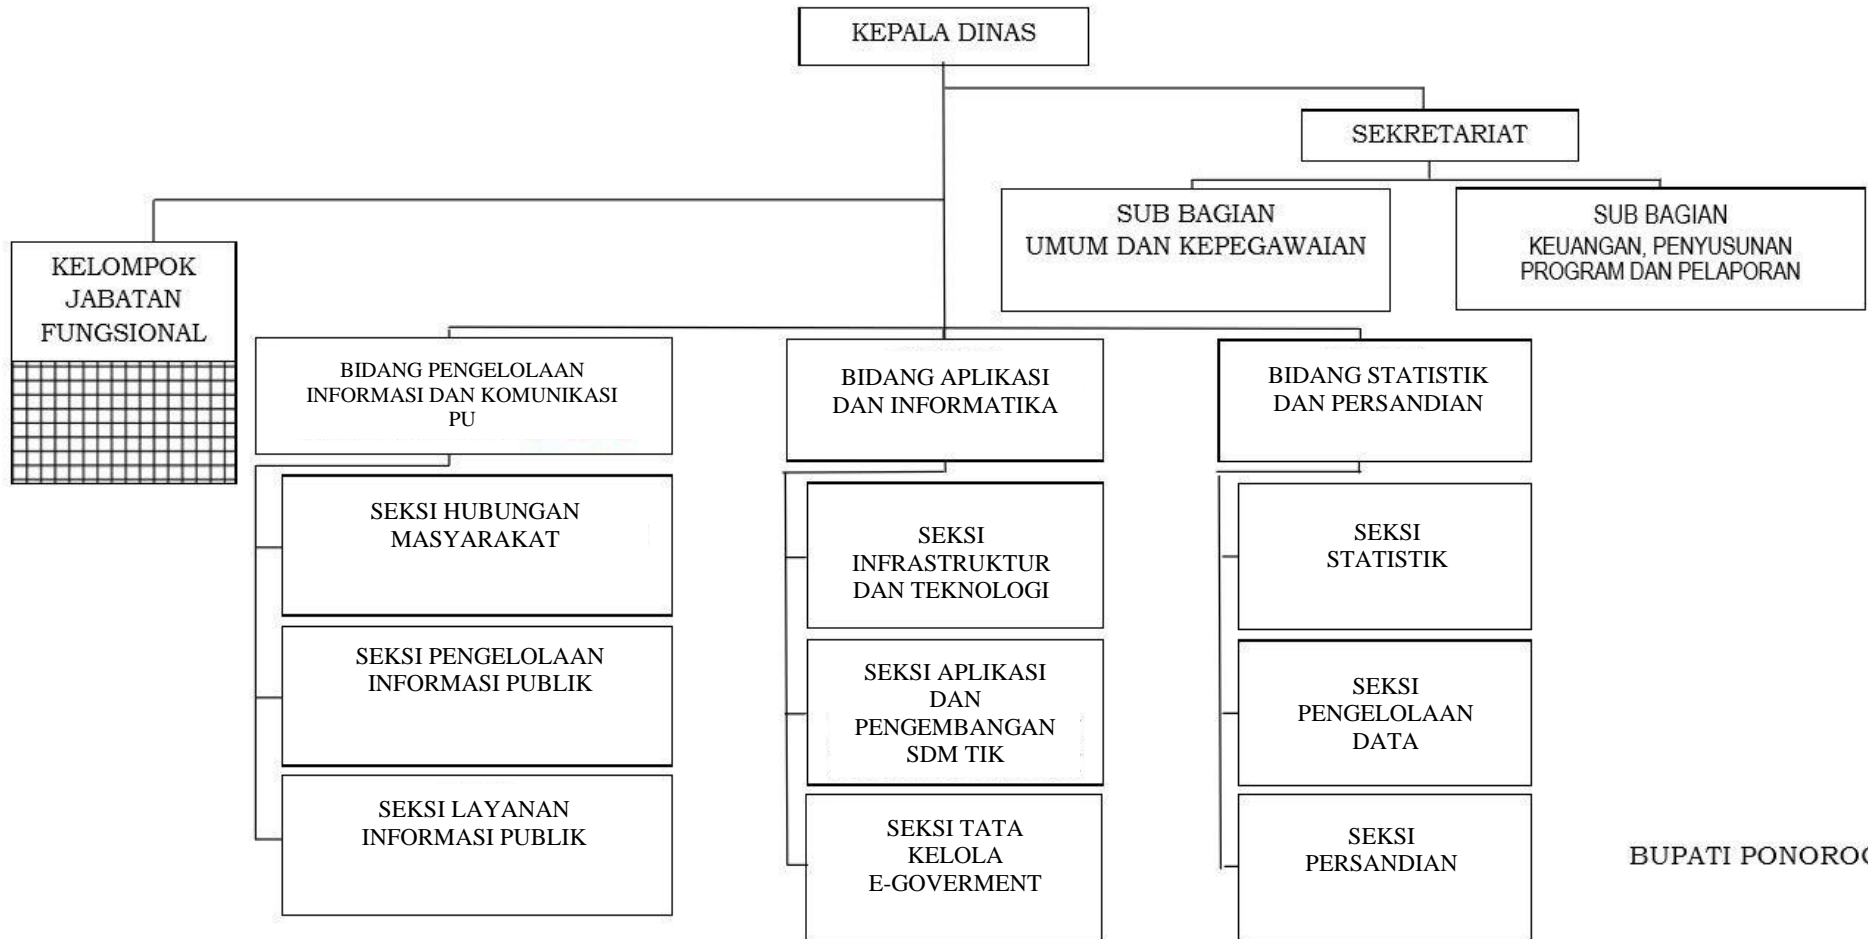 KEPALA DINAS
SEKRETARIAT
SUB BAGIAN
UMUM DAN KEPEGAWAIAN
SUB BAGIAN
KEUANGAN, PENYUSUNAN
PROGRAM DAN PELAPORAN
KELOMPOK
JABATAN
FUNGSIONAL
BIDANG PENGELOLAAN
INFORMASI DAN KOMUNIKASI
PU
BIDANG APLIKASI
DAN INFORMATIKA
BIDANG STATISTIK
DAN PERSANDIAN
SEKSI HUBUNGAN
MASYARAKAT
SEKSI PENGELOLAAN
INFORMASI PUBLIK
SEKSI LAYANAN
INFORMASI PUBLIK
SEKSI
INFRASTRUKTUR
DAN TEKNOLOGI
SEKSI APLIKASI
DAN
PENGEMBANGAN
SDM TIK
SEKSI TATA
KELOLA
E-GOVERMENT
SEKSI
STATISTIK
SEKSI
PENGELOLAAN
DATA
SEKSI
PERSANDIAN
BUPATI